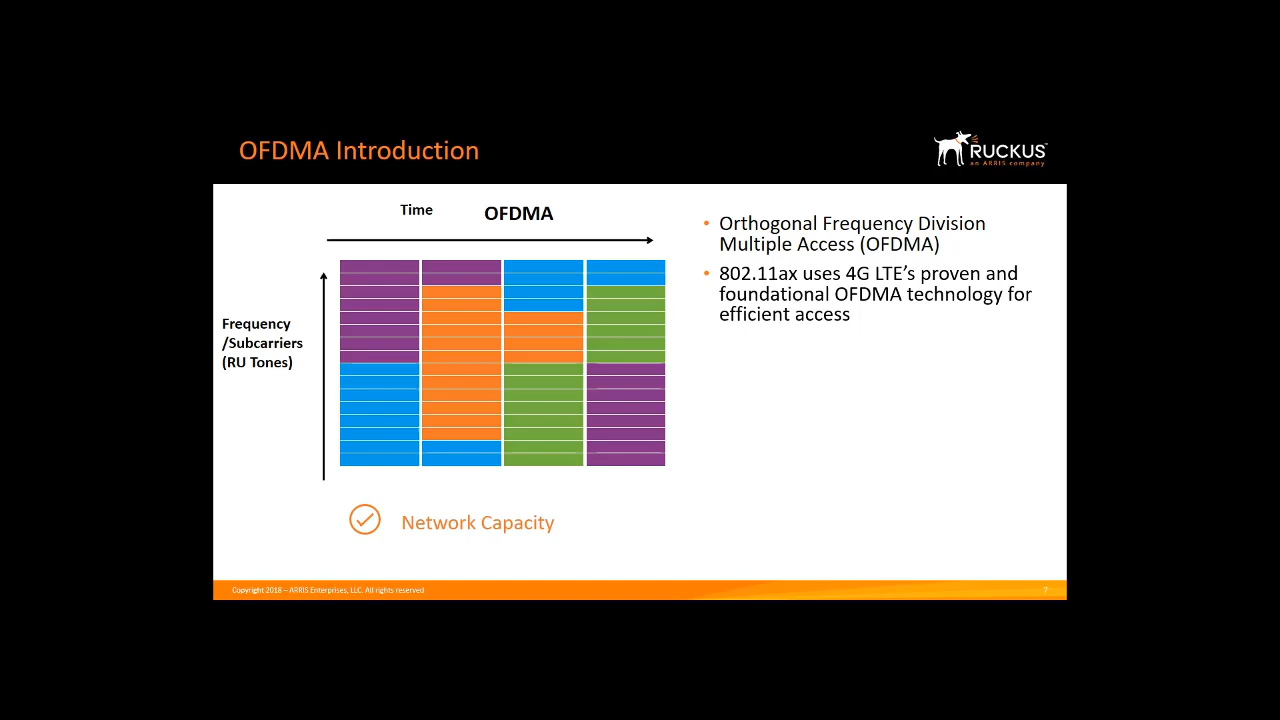 OFDMA Introduction
RUCKUS™
an ARRIS company
Time
OFDMA
Frequency
/Subcarriers
(RU Tones)
• Orthogonal Frequency Division
Multiple Access (OFDMA)
• 802.11ax uses 4G LTE’s proven and
foundational OFDMA technology for
efficient access
Network Capacity
Copyright 2018 – ARRIS Enterprises, LLC. All rights reserved
7